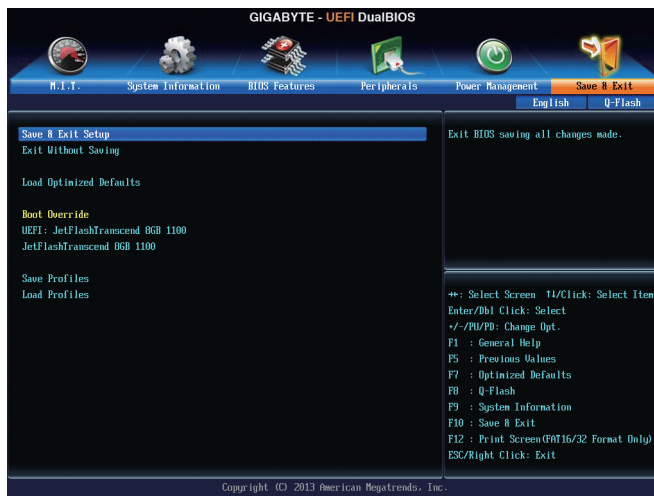 GIGABYTE - UEFI DualBIOS
M.I.T. System Information BIOS Features Peripherals Power Management Save & Exit
English Q-Flash
Save & Exit Setup
Exit Without Saving
Load Optimized Defaults
Boot Override
UEFI: JetFlashTranscend 8GB 1100
JetFlashTranscend 8GB 1100
Save Profiles
Load Profiles
Exit BIOS saving all changes made.
→←: Select Screen ↑↓/Click: Select Item
Enter/Dbl Click: Select
+/-/PU/PD: Change Opt.
F1 : General Help
F5 : Previous Values
F7 : Optimized Defaults
F8 : Q-Flash
F9 : System Information
F10 : Save & Exit
F12 : Print Screen(FAT16/32 Format Only)
ESC/Right Click: Exit
Copyright (C) 2013 American Megatrends, Inc.